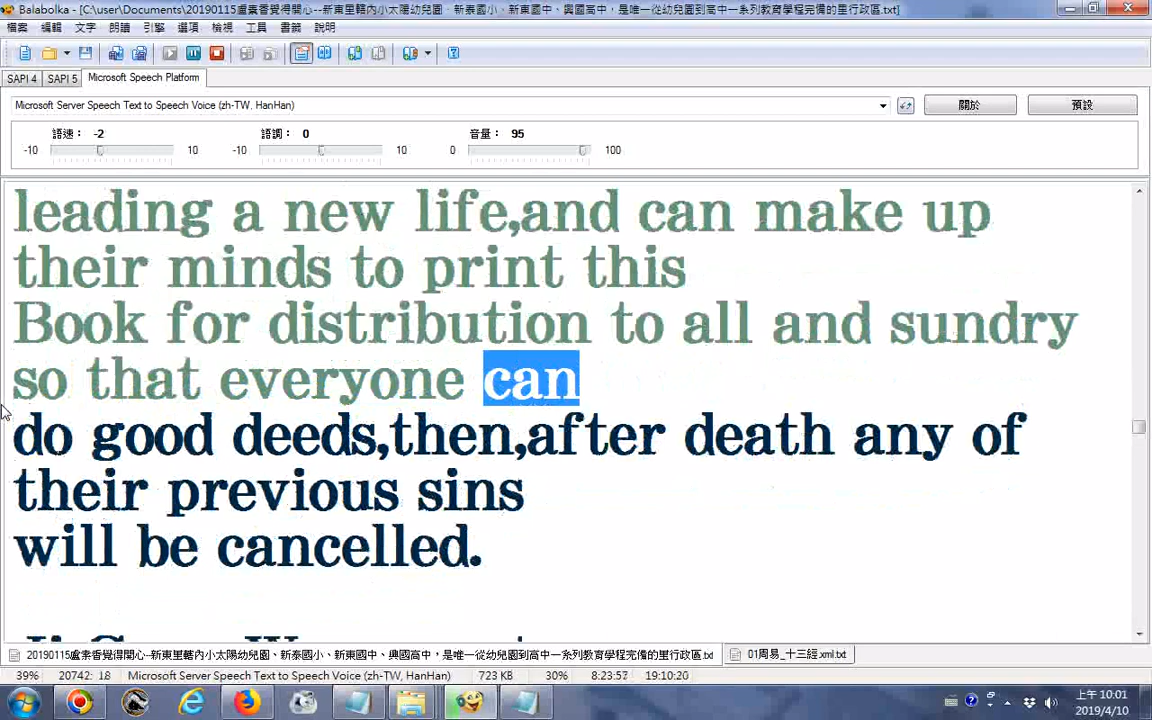 Balabolka - [C:\user\Documents\20190115盧素香覺得開心--新東里轄內小太陽幼兒園、新泰國小、新東國中、興國高中，是唯一從幼兒園到高中一系列教育學程完備的里行政區.txt]
檔案 編輯 文字 朗讀 引擎 選項 檢視 工具 書籤 說明
SAPI 4 SAPI 5 Microsoft Speech Platform
Microsoft Server Speech Text to Speech Voice (zh-TW, HanHan) 關於 預設
語速： -2 語調： 0 音量： 95
-10 10 -10 10 0 100
leading a new life,and can make up
their minds to print this
Book for distribution to all and sundry
so that everyone can
do good deeds,then,after death any of
their previous sins
will be cancelled.
20190115盧素香覺得開心--新東里轄內小太陽幼兒園、新泰國小、新東國中、興國高中，是唯一從幼兒園到高中一系列教育學程完備的里行政區.txt 01周易_十三經.xml.txt
39% 20742: 18 Microsoft Server Speech Text to Speech Voice (zh-TW, HanHan) 723 KB 30% 8:23:57 19:10:20
上午 10:01
2019/4/10